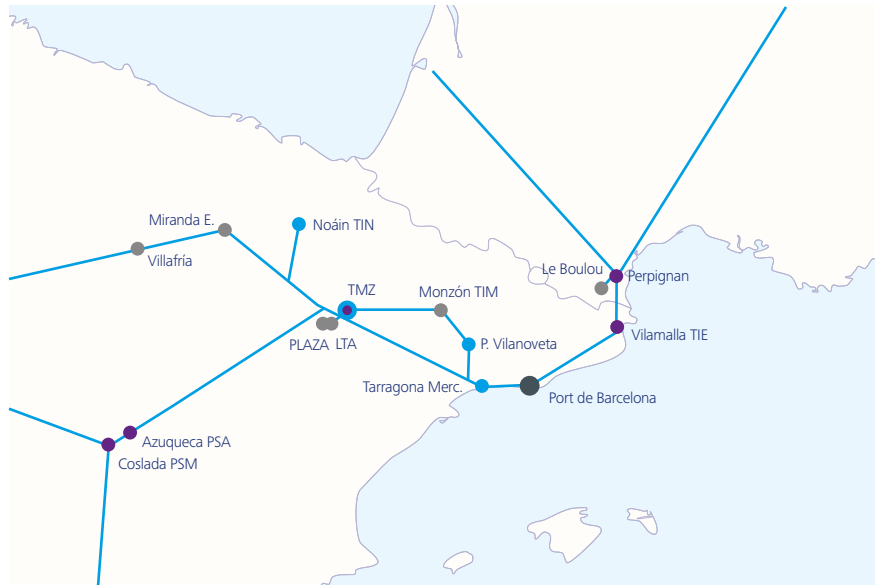 Miranda E.
Noáin TIN
Villafría
Le Boulou
Perpignan
TMZ
Monzón TIM
PLAZA
LTA
P. Vilanoveta
Vilamalla TIE
Tarragona Merc.
Port de Barcelona
Azuqueca PSA
Coslada PSM